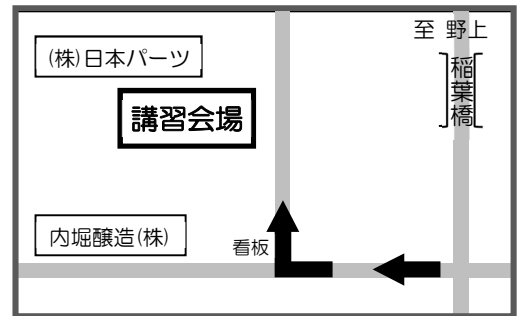 至 野上
(株)日本パーツ
稲葉橋
講習会場
内堀醸造(株)
看板